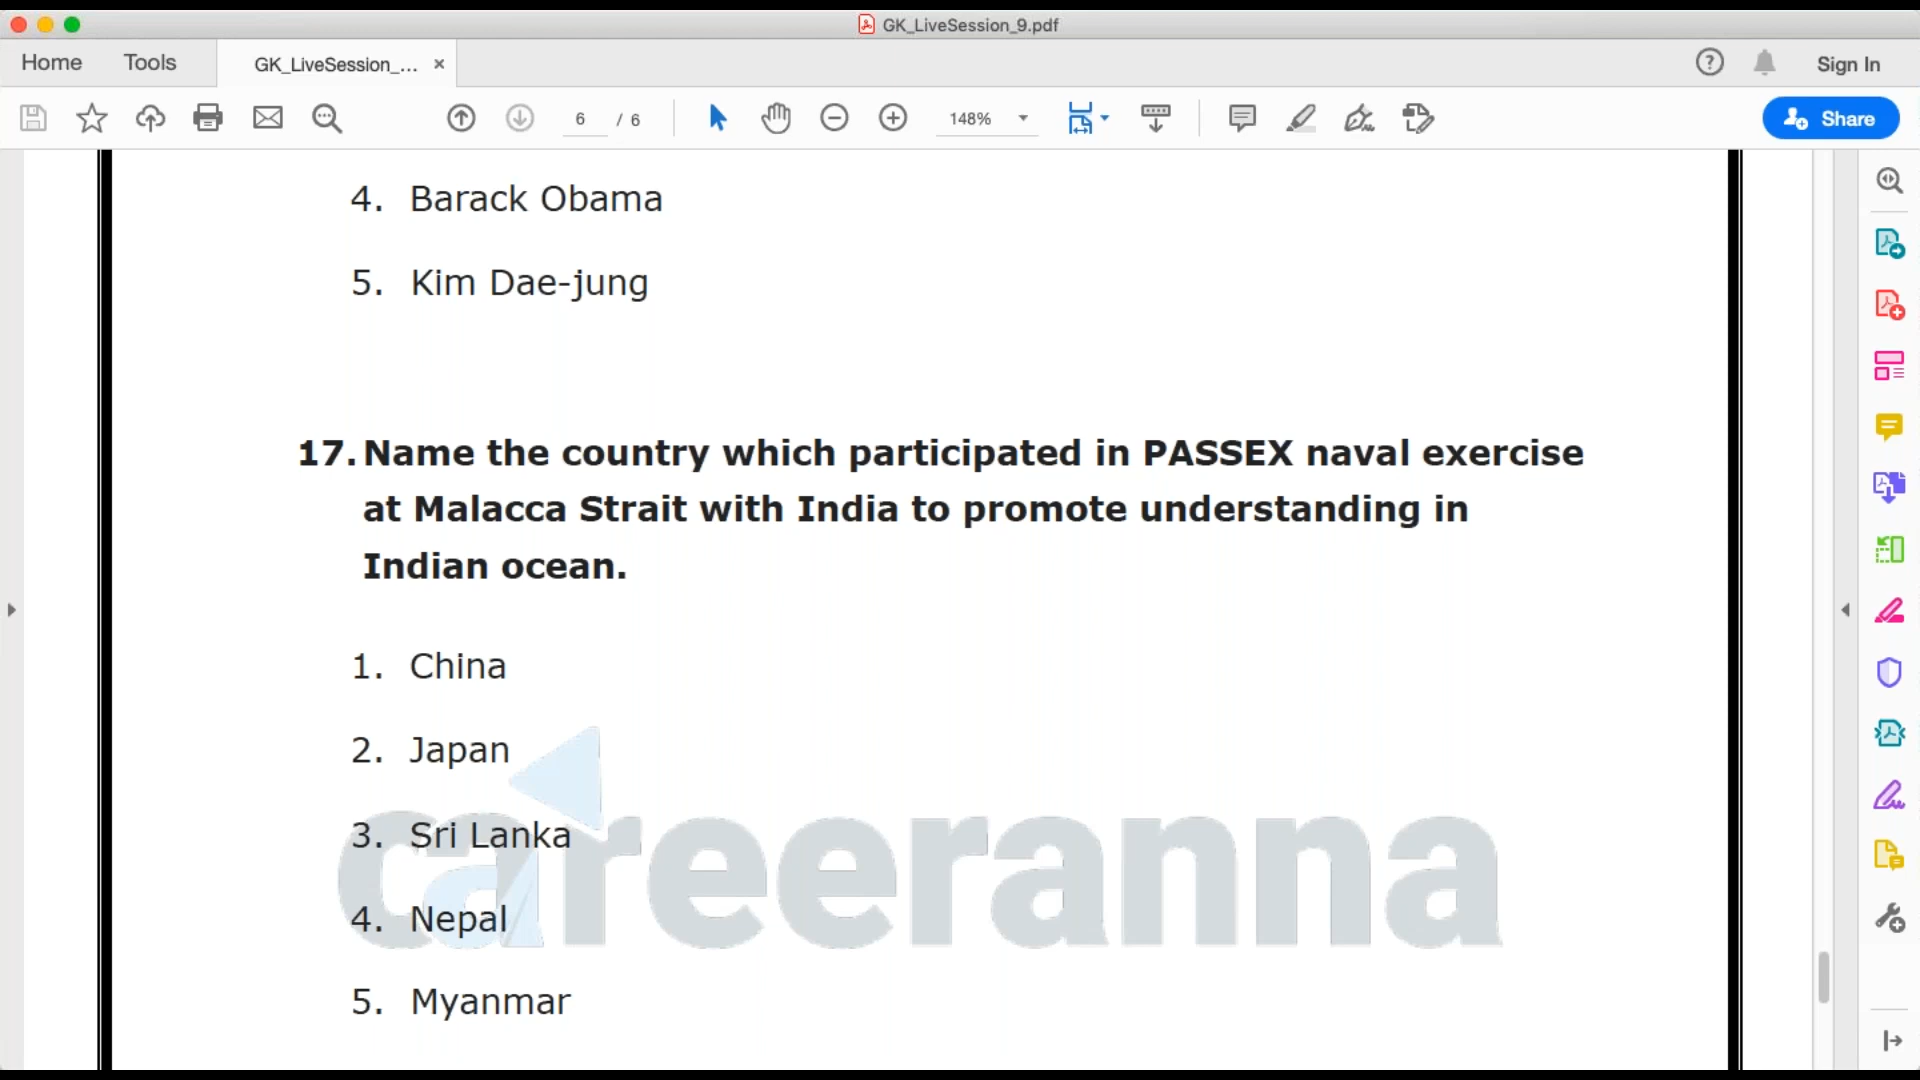 GK_LiveSession_9.pdf
Home Tools GK_LiveSession_... × ? Sign In
6 / 6 148% Share
4. Barack Obama
5. Kim Dae-jung
17. Name the country which participated in PASSEX naval exercise
at Malacca Strait with India to promote understanding in
Indian ocean.
1. China
2. Japan
3. Sri Lanka
4. Nepal
5. Myanmar
careeranna